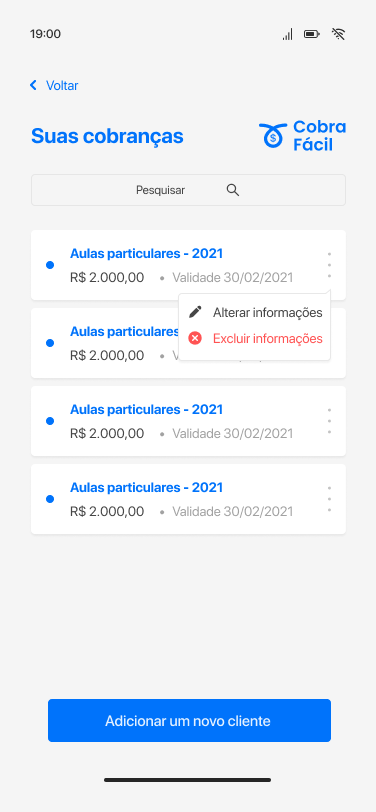 19:00
Voltar
Suas cobranças
Cobra
Fácil
$
Pesquisar
Aulas particulares - 2021
R$ 2.000,00 • Validade 30/02/2021
Alterar informações
Excluir informações
Aulas particulares
R$ 2.000,00 •
Aulas particulares - 2021
R$ 2.000,00 • Validade 30/02/2021
Aulas particulares - 2021
R$ 2.000,00 • Validade 30/02/2021
Adicionar um novo cliente